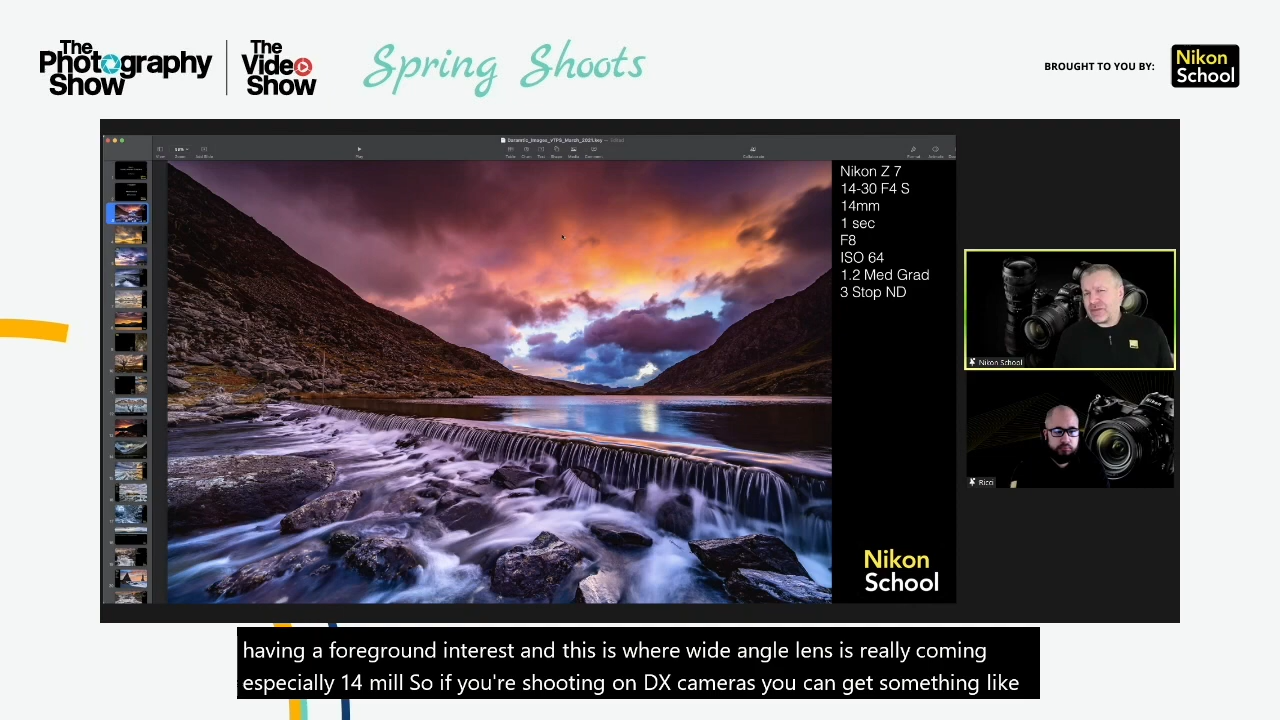 The
Photography
Show
The
Video
Show
Spring Shoots
BROUGHT TO YOU BY:
Nikon
School
Nikon Z 7
14-30 F4 S
14mm
1 sec
F8
ISO 64
1.2 Med Grad
3 Stop ND
Nikon School
Ricci
Nikon
School
having a foreground interest and this is where wide angle lens is really coming
especially 14 mill So if you're shooting on DX cameras you can get something like